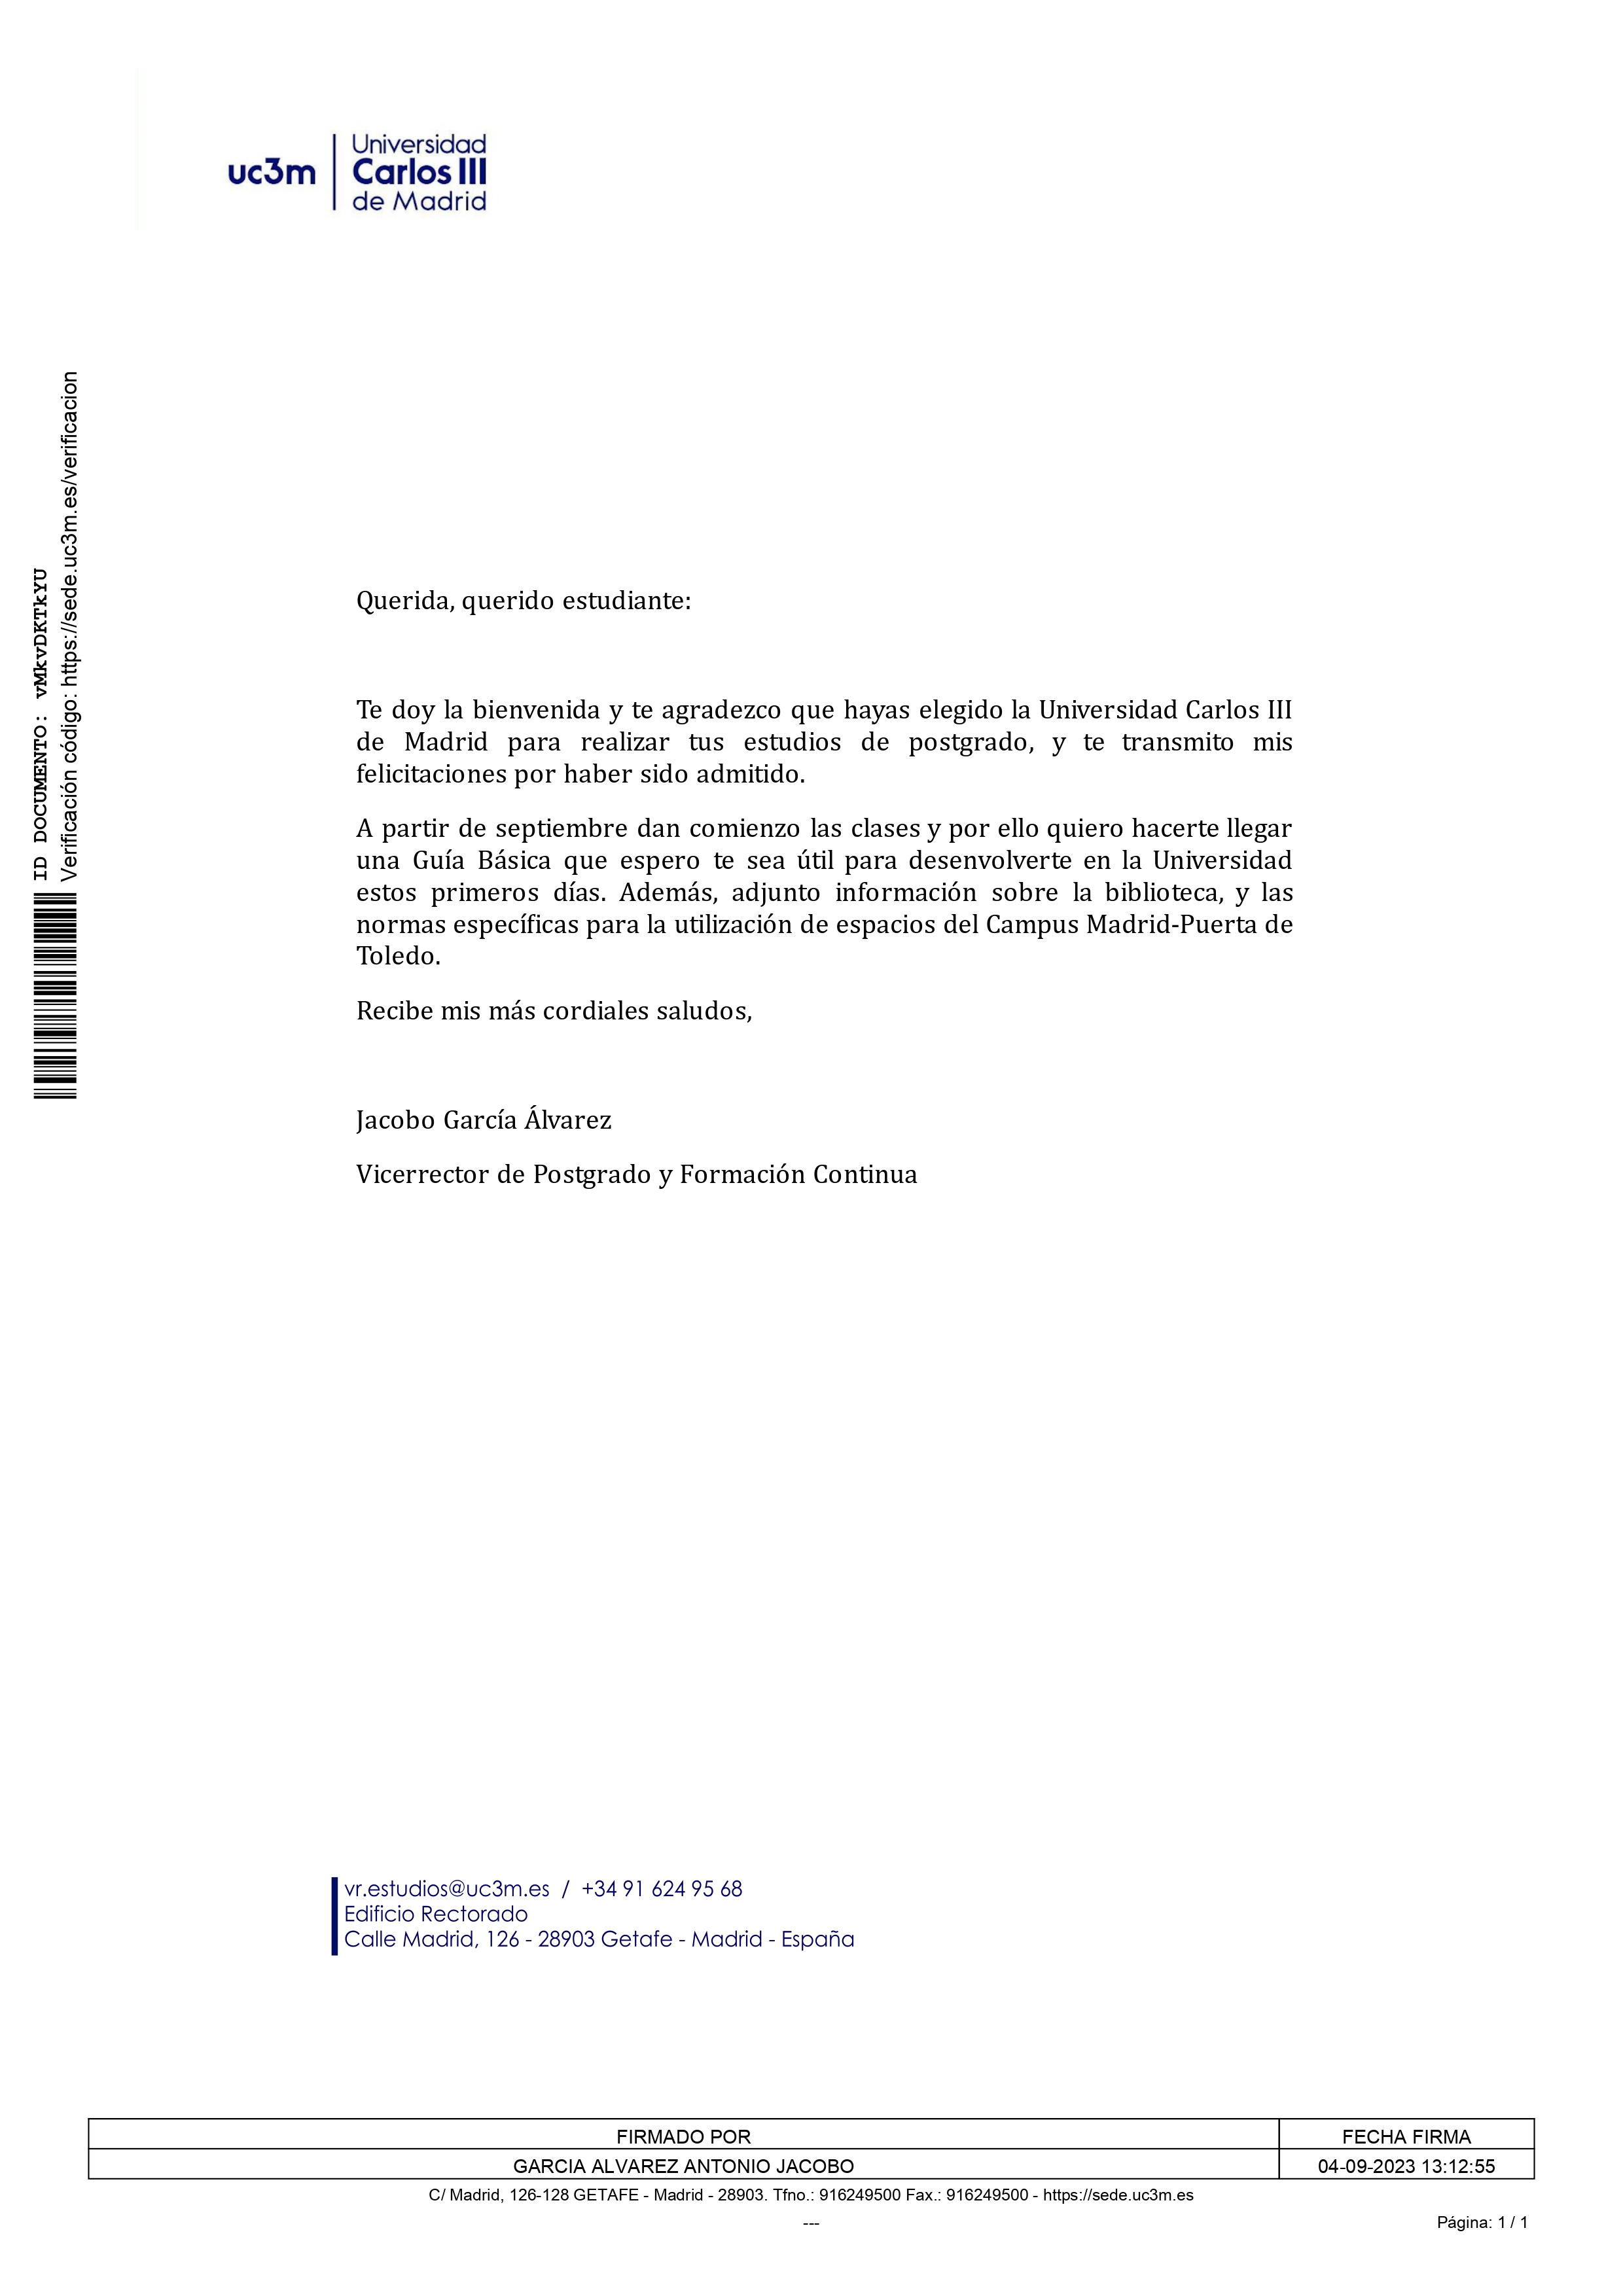 uc3m
Universidad
Carlos III
de Madrid
ID DOCUMENTO: vMkvDKTkYU
Verificación código: https://sede.uc3m.es/verificacion
Querida, querido estudiante:
Te doy la bienvenida y te agradezco que hayas elegido la Universidad Carlos III
de Madrid para realizar tus estudios de postgrado, y te transmito mis
felicitaciones por haber sido admitido.
A partir de septiembre dan comienzo las clases y por ello quiero hacerte llegar
una Guía Básica que espero te sea útil para desenvolverte en la Universidad
estos primeros días. Además, adjunto información sobre la biblioteca, y las
normas específicas para la utilización de espacios del Campus Madrid-Puerta de
Toledo.
Recibe mis más cordiales saludos,
Jacobo García Álvarez
Vicerrector de Postgrado y Formación Continua
vr.estudios@uc3m.es / +34 91 624 95 68
Edificio Rectorado
Calle Madrid, 126 - 28903 Getafe - Madrid - España
FIRMADO POR FECHA FIRMA
GARCIA ALVAREZ ANTONIO JACOBO 04-09-2023 13:12:55
C/ Madrid, 126-128 GETAFE - Madrid - 28903. Tfno.: 916249500 Fax.: 916249500 - https://sede.uc3m.es
---
Página: 1 / 1